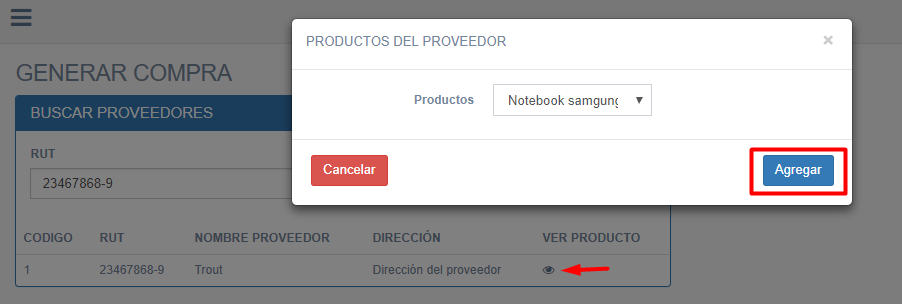 PRODUCTOS DEL PROVEEDOR ×
Productos Notebook samgung
Cancelar Agregar
GENERAR COMPRA
BUSCAR PROVEEDORES
RUT
23467868-9
CODIGO RUT NOMBRE PROVEEDOR DIRECCIÓN VER PRODUCTO
1 23467868-9 Trout Dirección del proveedor